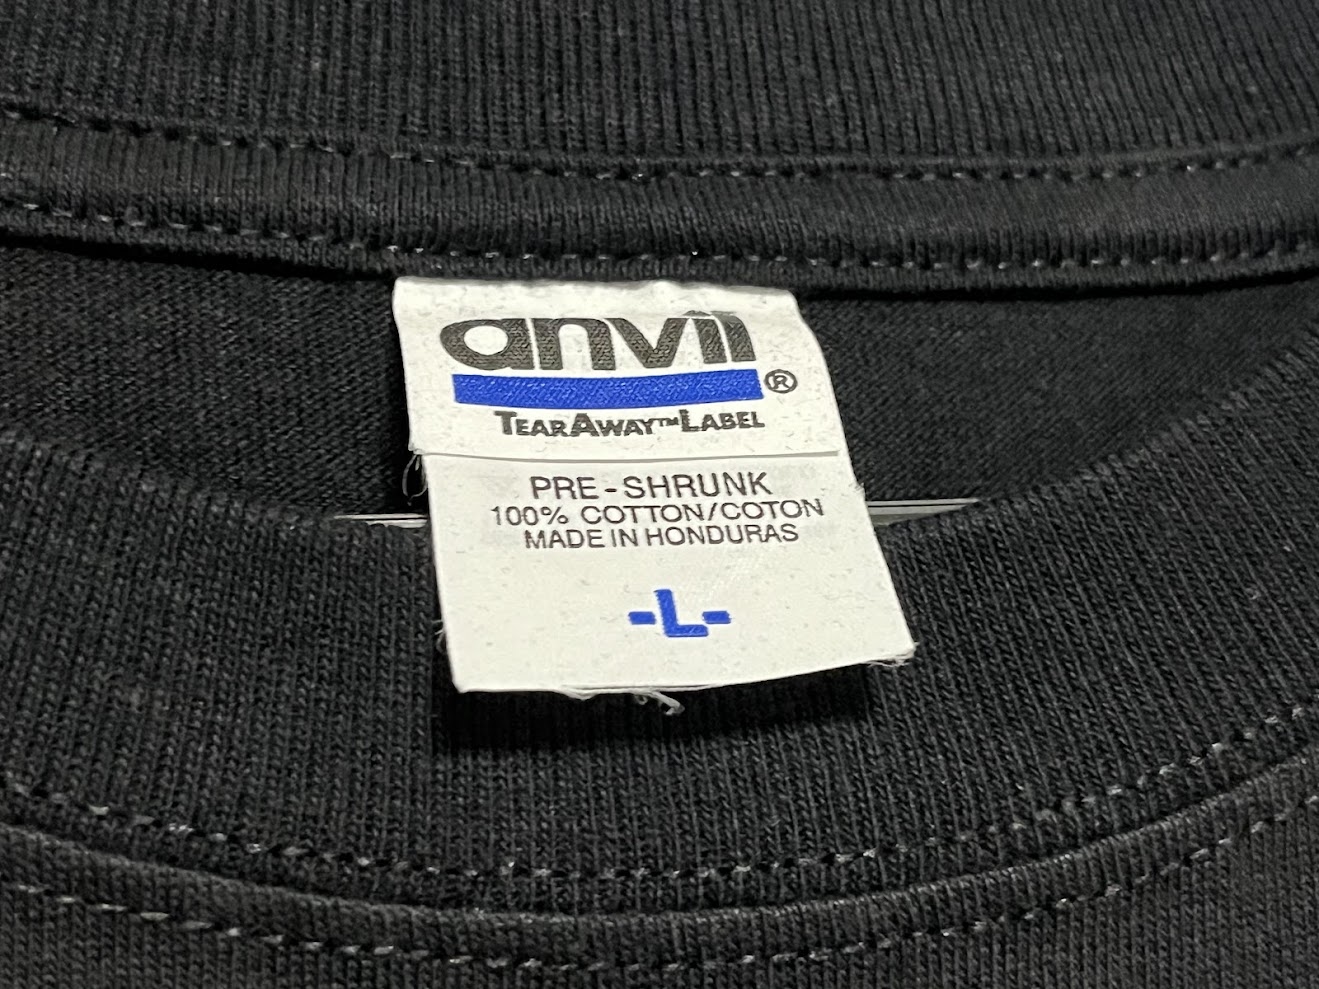 anvil®
TEARAWAY™LABEL
PRE-SHRUNK
100% COTTON/COTON
MADE IN HONDURAS
-L-